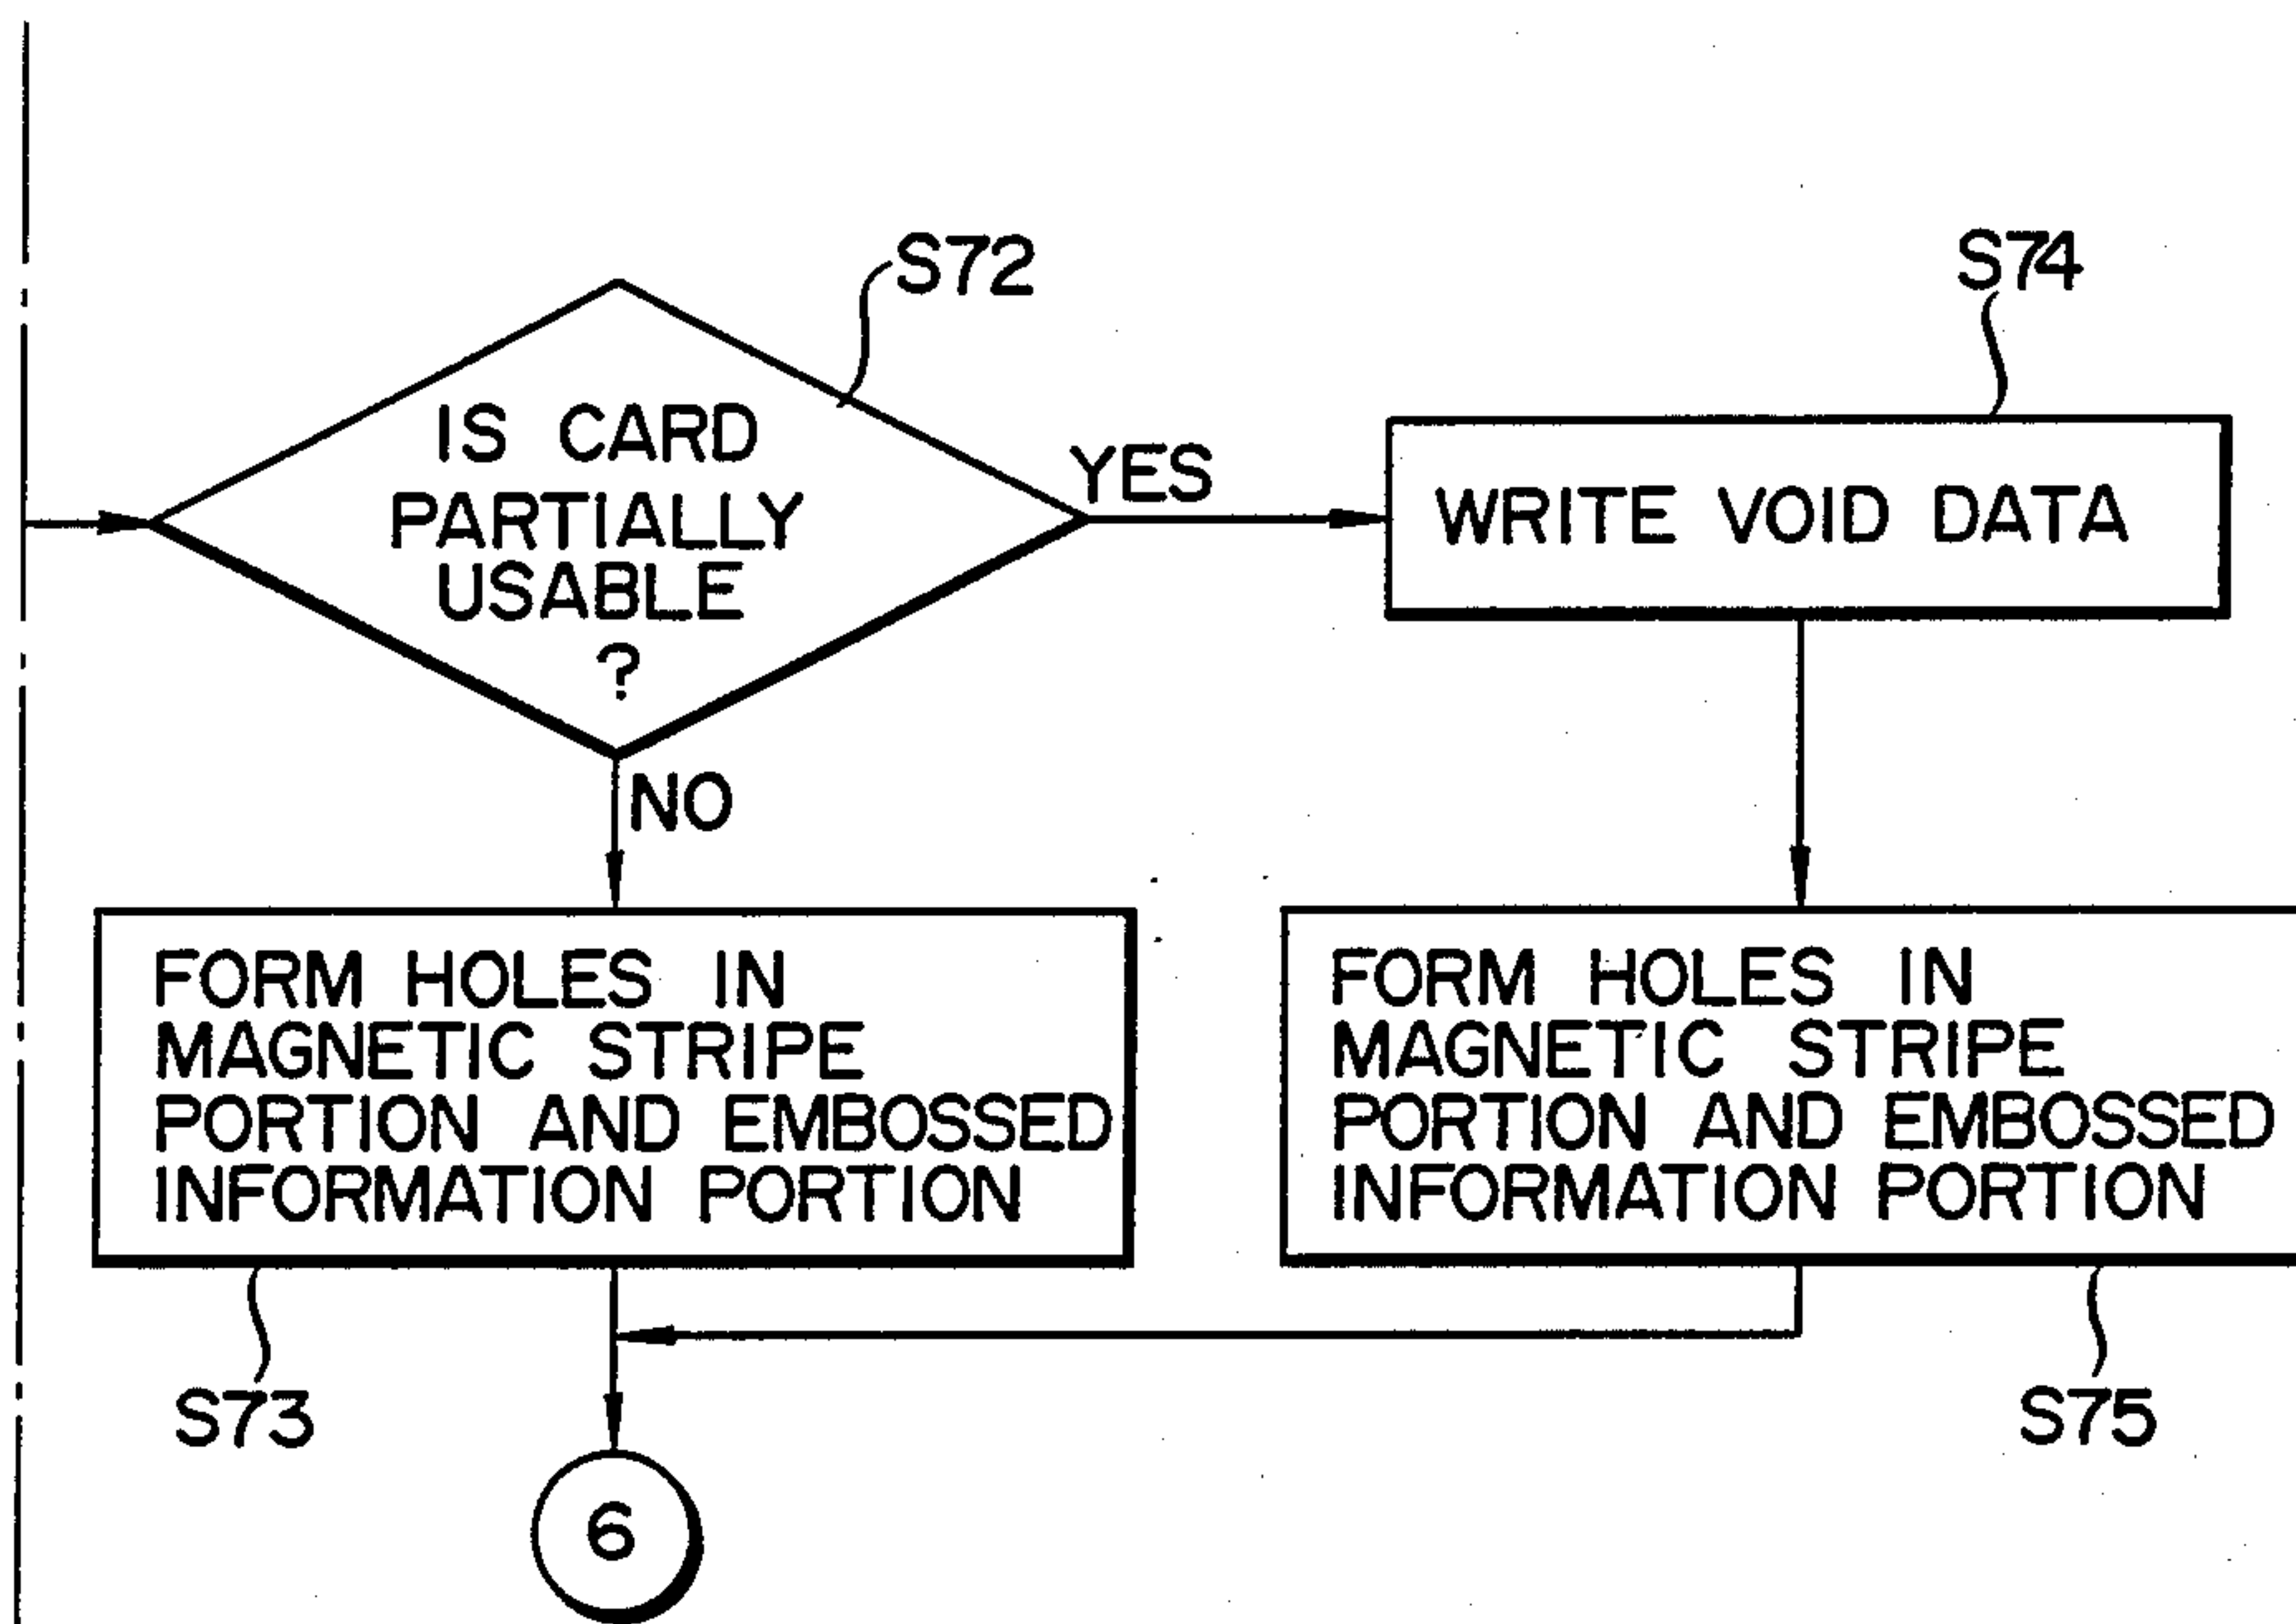 S72
IS CARD
PARTIALLY
USABLE
?
YES
NO
S74
WRITE VOID DATA
FORM HOLES IN
MAGNETIC STRIPE
PORTION AND EMBOSSED
INFORMATION PORTION
S73
FORM HOLES IN
MAGNETIC STRIPE
PORTION AND EMBOSSED
INFORMATION PORTION
S75
6